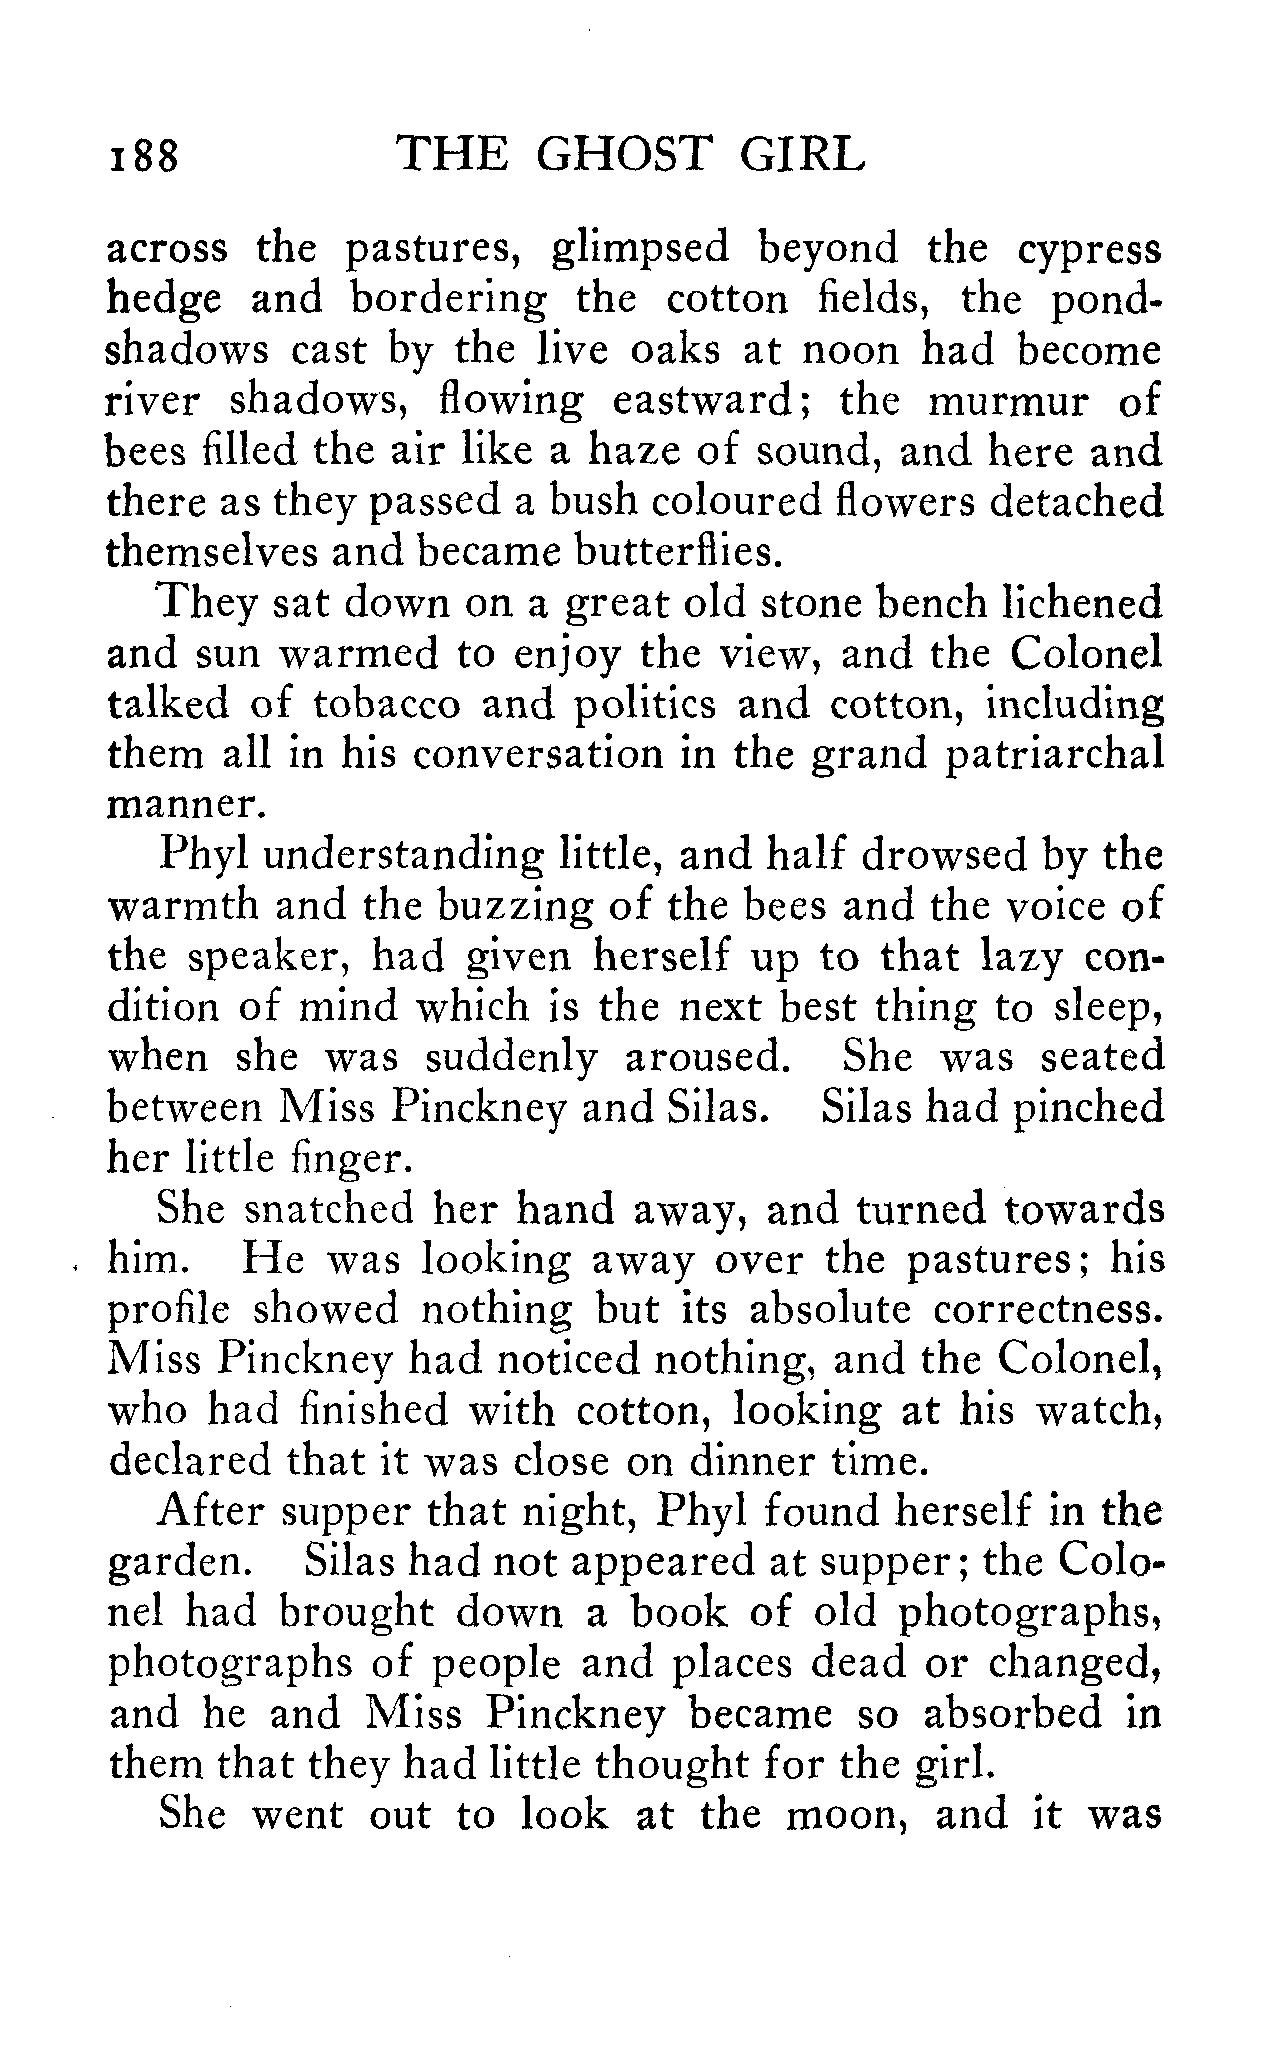 188 THE GHOST GIRL
across the pastures, glimpsed beyond the cypress
hedge and bordering the cotton fields, the pond-
shadows cast by the live oaks at noon had become
river shadows, flowing eastward; the murmur of
bees filled the air like a haze of sound, and here and
there as they passed a bush coloured flowers detached
themselves and became butterflies.
They sat down on a great old stone bench lichened
and sun warmed to enjoy the view, and the Colonel
talked of tobacco and politics and cotton, including
them all in his conversation in the grand patriarchal
manner.
Phyl understanding little, and half drowsed by the
warmth and the buzzing of the bees and the voice of
the speaker, had given herself up to that lazy con-
dition of mind which is the next best thing to sleep,
when she was suddenly aroused. She was seated
between Miss Pinckney and Silas. Silas had pinched
her little finger.
She snatched her hand away, and turned towards
him. He was looking away over the pastures; his
profile showed nothing but its absolute correctness.
Miss Pinckney had noticed nothing, and the Colonel,
who had finished with cotton, looking at his watch,
declared that it was close on dinner time.
After supper that night, Phyl found herself in the
garden. Silas had not appeared at supper; the Colo-
nel had brought down a book of old photographs,
photographs of people and places dead or changed,
and he and Miss Pinckney became so absorbed in
them that they had little thought for the girl.
She went out to look at the moon, and it was